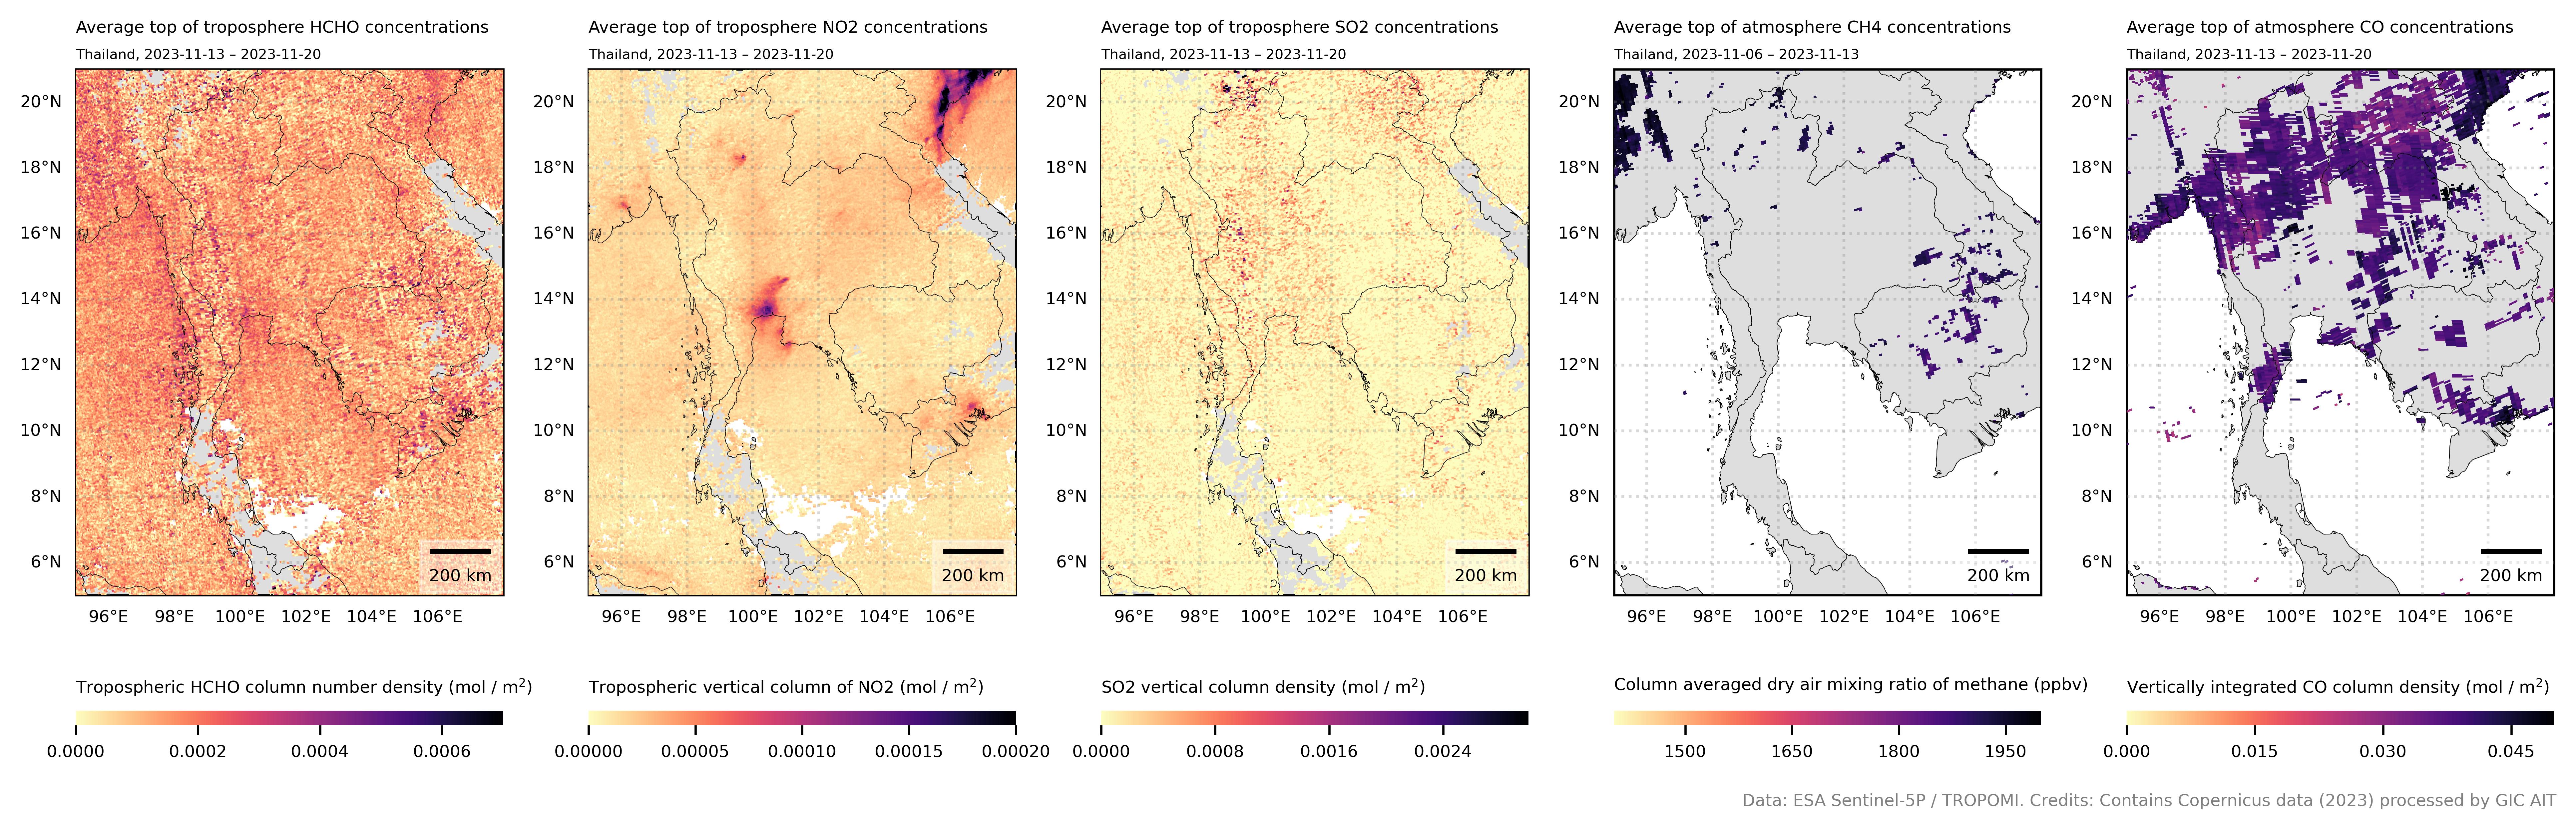 Average top of troposphere HCHO concentrations
Thailand, 2023-11-13 – 2023-11-20
20°N
18°N
16°N
14°N
12°N
10°N
8°N
6°N
200 km
96°E 98°E 100°E 102°E 104°E 106°E
Tropospheric HCHO column number density (mol / m²)
0.0000 0.0002 0.0004 0.0006
Average top of troposphere NO2 concentrations
Thailand, 2023-11-13 – 2023-11-20
20°N
18°N
16°N
14°N
12°N
10°N
8°N
6°N
200 km
96°E 98°E 100°E 102°E 104°E 106°E
Tropospheric vertical column of NO2 (mol / m²)
0.00000 0.00005 0.00010 0.00015 0.00020
Average top of troposphere SO2 concentrations
Thailand, 2023-11-13 – 2023-11-20
20°N
18°N
16°N
14°N
12°N
10°N
8°N
6°N
200 km
96°E 98°E 100°E 102°E 104°E 106°E
SO2 vertical column density (mol / m²)
0.0000 0.0008 0.0016 0.0024
Average top of atmosphere CH4 concentrations
Thailand, 2023-11-06 – 2023-11-13
20°N
18°N
16°N
14°N
12°N
10°N
8°N
6°N
200 km
96°E 98°E 100°E 102°E 104°E 106°E
Column averaged dry air mixing ratio of methane (ppbv)
1500 1650 1800 1950
Average top of atmosphere CO concentrations
Thailand, 2023-11-13 – 2023-11-20
20°N
18°N
16°N
14°N
12°N
10°N
8°N
6°N
200 km
96°E 98°E 100°E 102°E 104°E 106°E
Vertically integrated CO column density (mol / m²)
0.000 0.015 0.030 0.045
Data: ESA Sentinel-5P / TROPOMI. Credits: Contains Copernicus data (2023) processed by GIC AIT